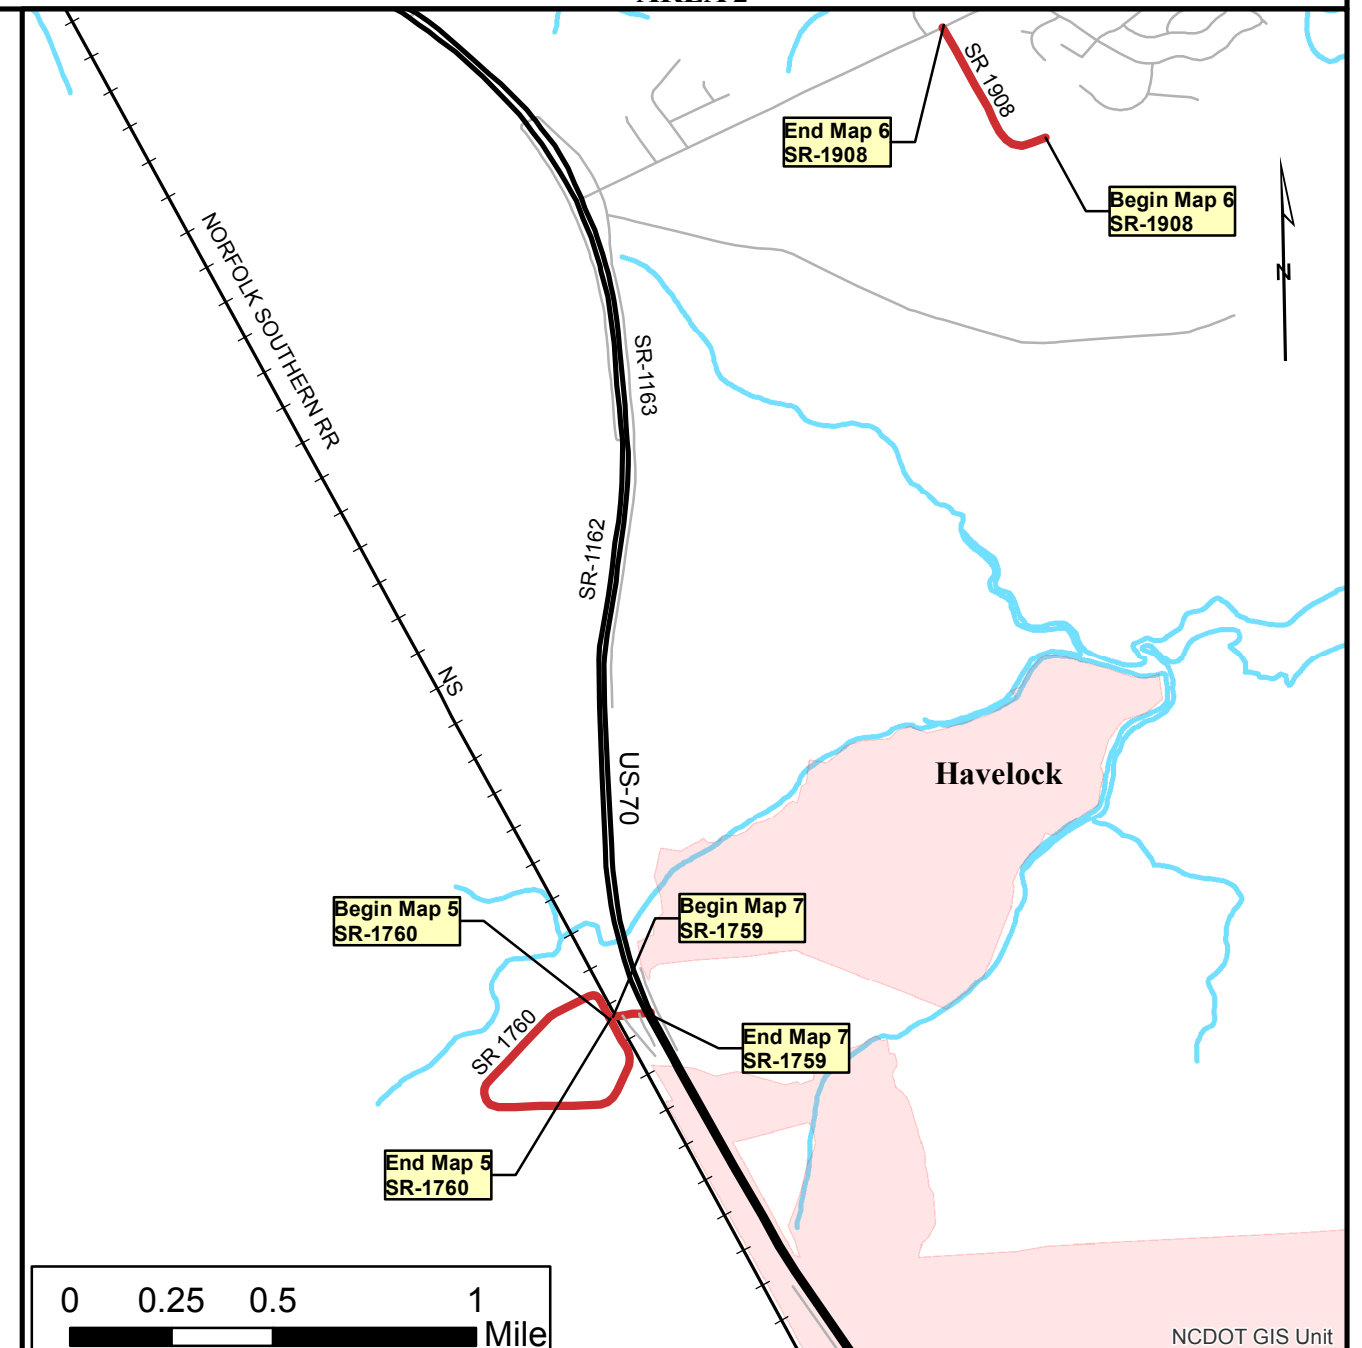 AREA 2
SR 1908
End Map 6
SR-1908
Begin Map 6
SR-1908
N
NORFOLK SOUTHERN RR
SR-1163
SR-1162
NS
US-70
Havelock
Begin Map 5
SR-1760
Begin Map 7
SR-1759
SR 1760
End Map 7
SR-1759
End Map 5
SR-1760
0 0.25 0.5 1
Mile
NCDOT GIS Unit